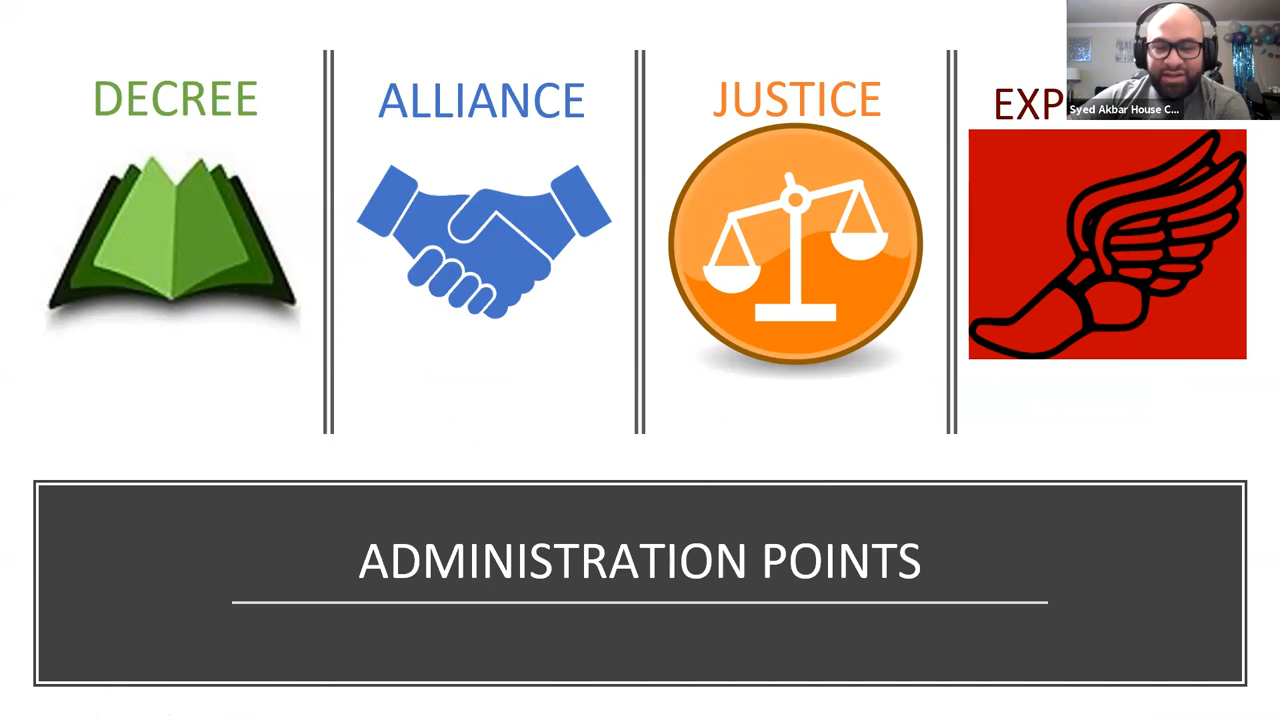 DECREE
ALLIANCE
JUSTICE
EXP
Syed Akbar House C...
ADMINISTRATION POINTS